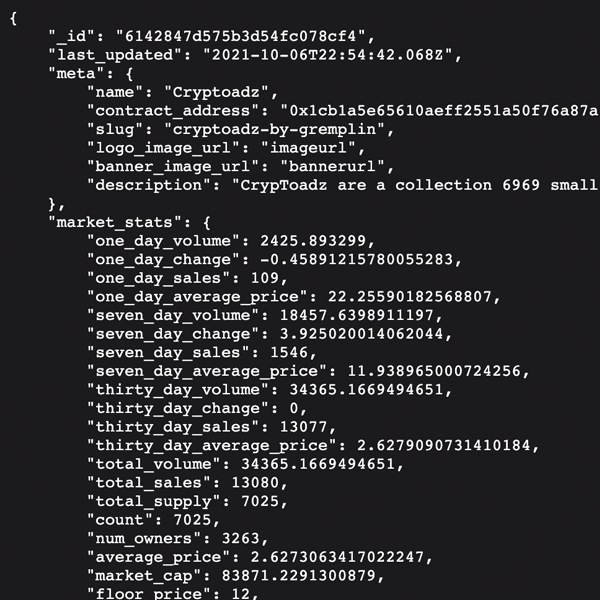 {
"_id": "6142847d575b3d54fc078cf4",
"last_updated": "2021-10-06T22:54:42.068Z",
"meta": {
"name": "Cryptoadz",
"contract_address": "0x1cb1a5e65610aeff2551a50f76a87a
"slug": "cryptoadz-by-gremplin",
"logo_image_url": "imageurl",
"banner_image_url": "bannerurl",
"description": "CrypToadz are a collection 6969 small
},
"market_stats": {
"one_day_volume": 2425.893299,
"one_day_change": -0.45891215780055283,
"one_day_sales": 109,
"one_day_average_price": 22.25590182568807,
"seven_day_volume": 18457.6398911197,
"seven_day_change": 3.925020014062044,
"seven_day_sales": 1546,
"seven_day_average_price": 11.938965000724256,
"thirty_day_volume": 34365.1669494651,
"thirty_day_change": 0,
"thirty_day_sales": 13077,
"thirty_day_average_price": 2.6279090731410184,
"total_volume": 34365.1669494651,
"total_sales": 13080,
"total_supply": 7025,
"count": 7025,
"num_owners": 3263,
"average_price": 2.6273063417022247,
"market_cap": 83871.2291300879,
"floor_price": 12,